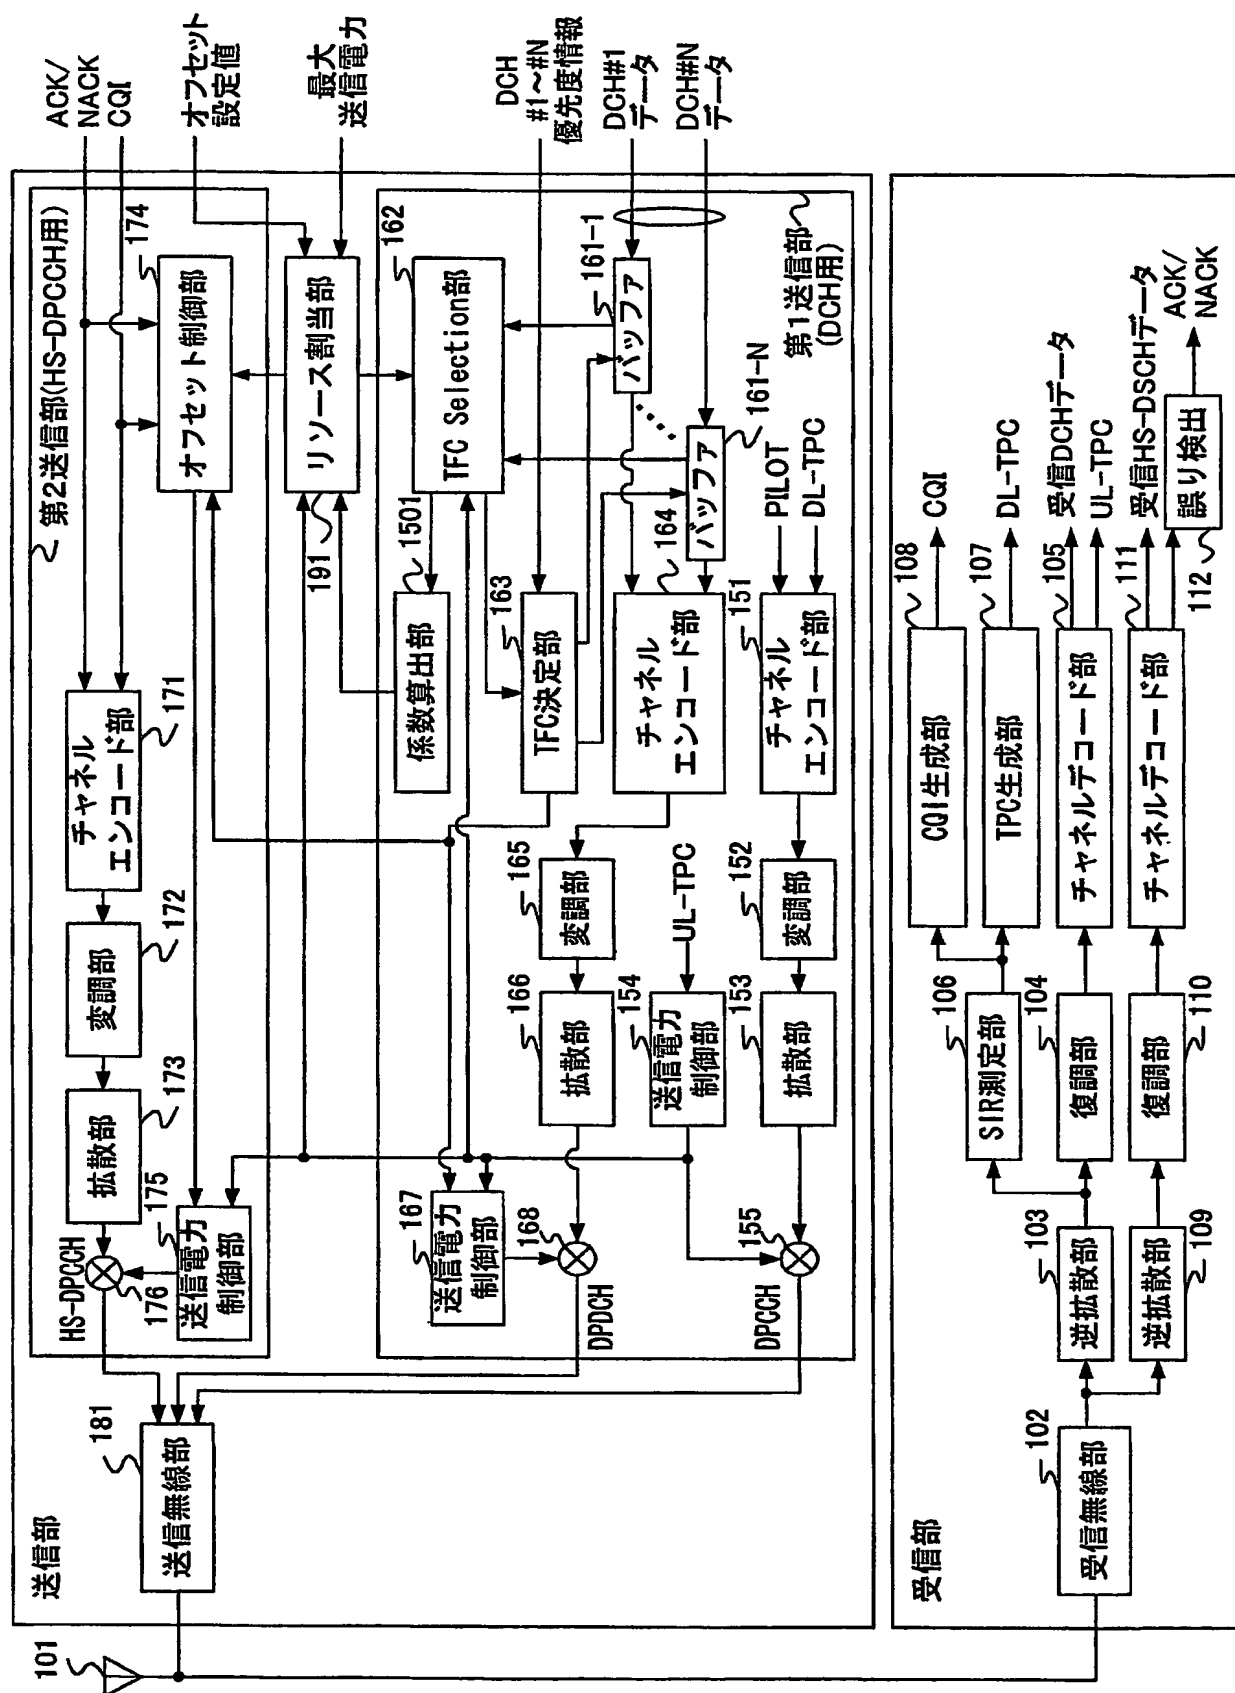 101
送信部
181
送信無線部
第2送信部(HS-DPCCH用)
ACK/
NACK
CQI
オフセット
設定値
最大
送信電力
DCH
#1~#N
優先度情報
DCH#1
データ
DCH#N
データ
HS-DPCCH
176
送信電力
制御部
175
拡散部
173
変調部
172
チャネル
エンコード部
171
オフセット制御部
174
リソース割当部
191
係数算出部
1501
TFC Selection部
162
TFC決定部
163
バッファ
161-1
バッファ
161-N
第1送信部
(DCH用)
チャネル
エンコード部
164
変調部
165
拡散部
166
送信電力
制御部
167
168
DPDCH
UL-TPC
送信電力
制御部
154
PILOT
DL-TPC
チャネル
エンコード部
151
変調部
152
拡散部
153
155
DPCCH
受信部
受信無線部
102
逆拡散部
103
逆拡散部
109
SIR測定部
106
復調部
104
復調部
110
CQI生成部
108
CQI
TPC生成部
107
DL-TPC
チャネルデコード部
105
受信DCHデータ
UL-TPC
チャネルデコード部
111
受信HS-DSCHデータ
誤り検出
112
ACK/
NACK